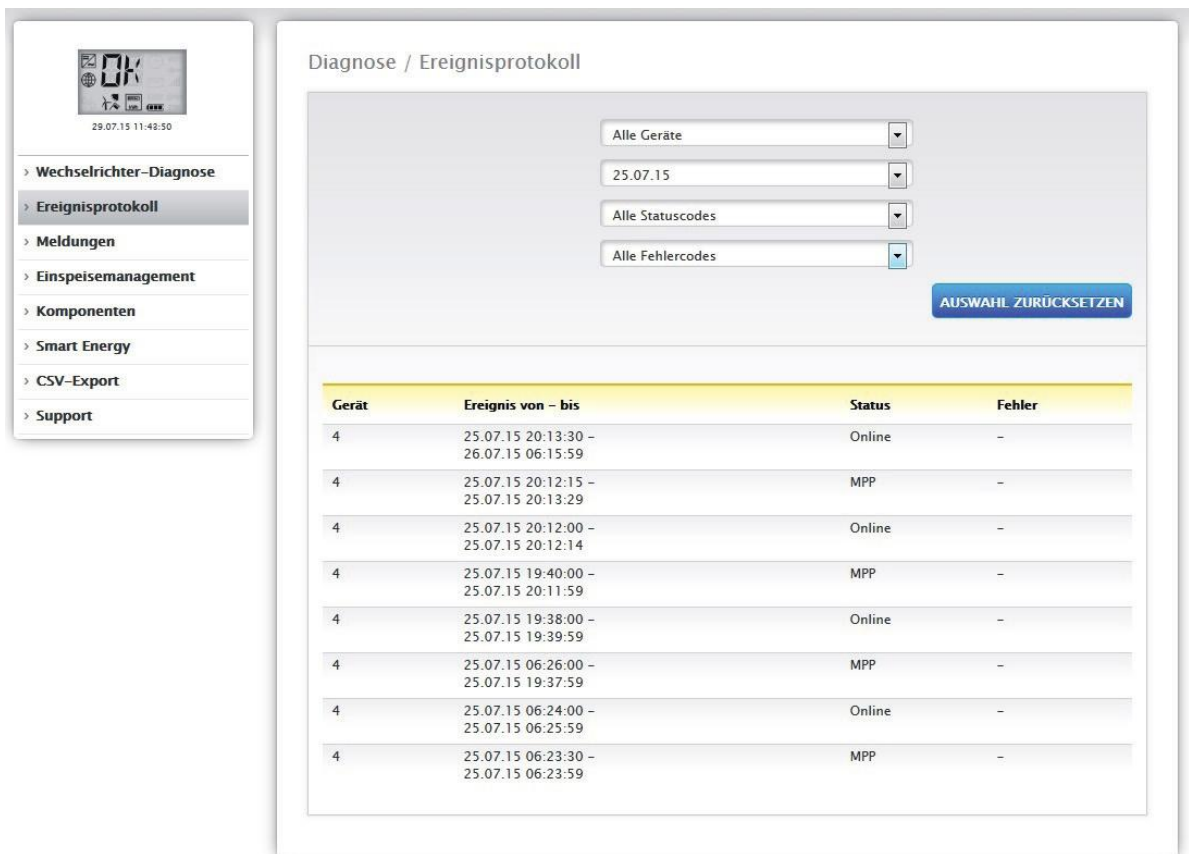 OK
29.07.15 11:43:50
› Wechselrichter-Diagnose
› Ereignisprotokoll
› Meldungen
› Einspeisemanagement
› Komponenten
› Smart Energy
› CSV-Export
› Support
Diagnose / Ereignisprotokoll
Alle Geräte
25.07.15
Alle Statuscodes
Alle Fehlercodes
AUSWAHL ZURÜCKSETZEN
Gerät Ereignis von – bis Status Fehler
4 25.07.15 20:13:30 – Online –
26.07.15 06:15:59
4 25.07.15 20:12:15 – MPP –
25.07.15 20:13:29
4 25.07.15 20:12:00 – Online –
25.07.15 20:12:14
4 25.07.15 19:40:00 – MPP –
25.07.15 20:11:59
4 25.07.15 19:38:00 – Online –
25.07.15 19:39:59
4 25.07.15 06:26:00 – MPP –
25.07.15 19:37:59
4 25.07.15 06:24:00 – Online –
25.07.15 06:25:59
4 25.07.15 06:23:30 – MPP –
25.07.15 06:23:59